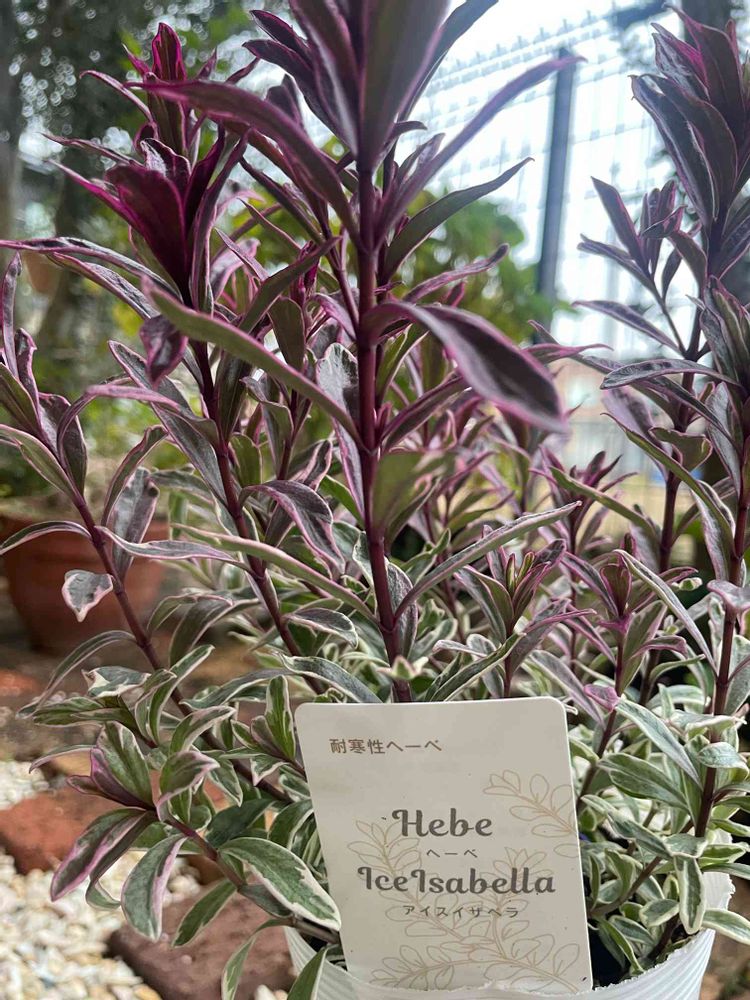 耐寒性ヘーベ
Hebe
ヘーベ
IceIsabella
アイスイザベラ